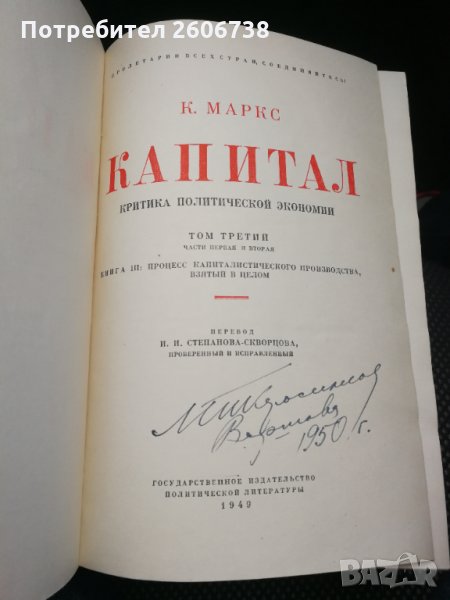 Потребител 2606738
ПРОЛЕТАРИИ ВСЕХ СТРАН, СОЕДИНЯЙТЕСЬ!
К. МАРКС
КАПИТАЛ
КРИТИКА ПОЛИТИЧЕСКОЙ ЭКОНОМИИ
ТОМ ТРЕТИЙ
ЧАСТИ ПЕРВАЯ И ВТОРАЯ
КНИГА III: ПРОЦЕСС КАПИТАЛИСТИЧЕСКОГО ПРОИЗВОДСТВА,
ВЗЯТЫЙ В ЦЕЛОМ
ПЕРЕВОД
И. И. СТЕПАНОВА-СКВОРЦОВА,
ПРОВЕРЕННЫЙ И ИСПРАВЛЕННЫЙ
1950 г.
ГОСУДАРСТВЕННОЕ ИЗДАТЕЛЬСТВО
ПОЛИТИЧЕСКОЙ ЛИТЕРАТУРЫ
1949
BAZAR